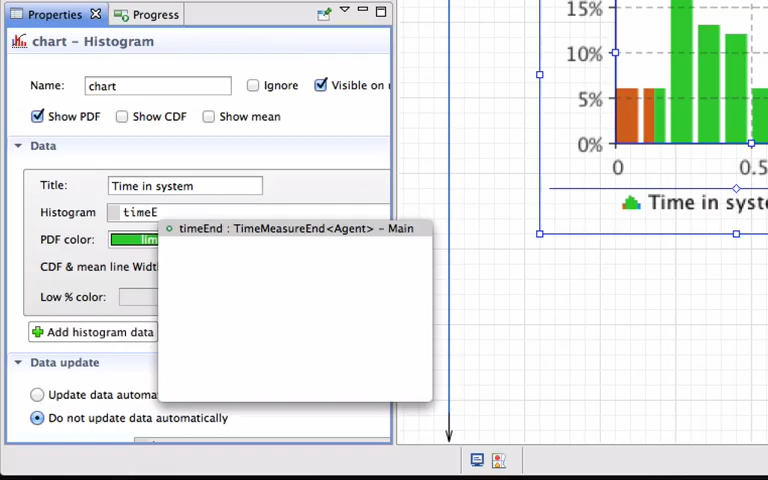 Properties
Progress
chart – Histogram
Name: chart
Ignore
Visible on
Show PDF
Show CDF
Show mean
Data
Title: Time in system
Histogram timeE
timeEnd : TimeMeasureEnd<Agent> – Main
PDF color:
CDF & mean line Widt
Low % color:
Add histogram data
Data update
Update data automa
Do not update data automatically
15%
10%
5%
0%
0 0.5
Time in syste